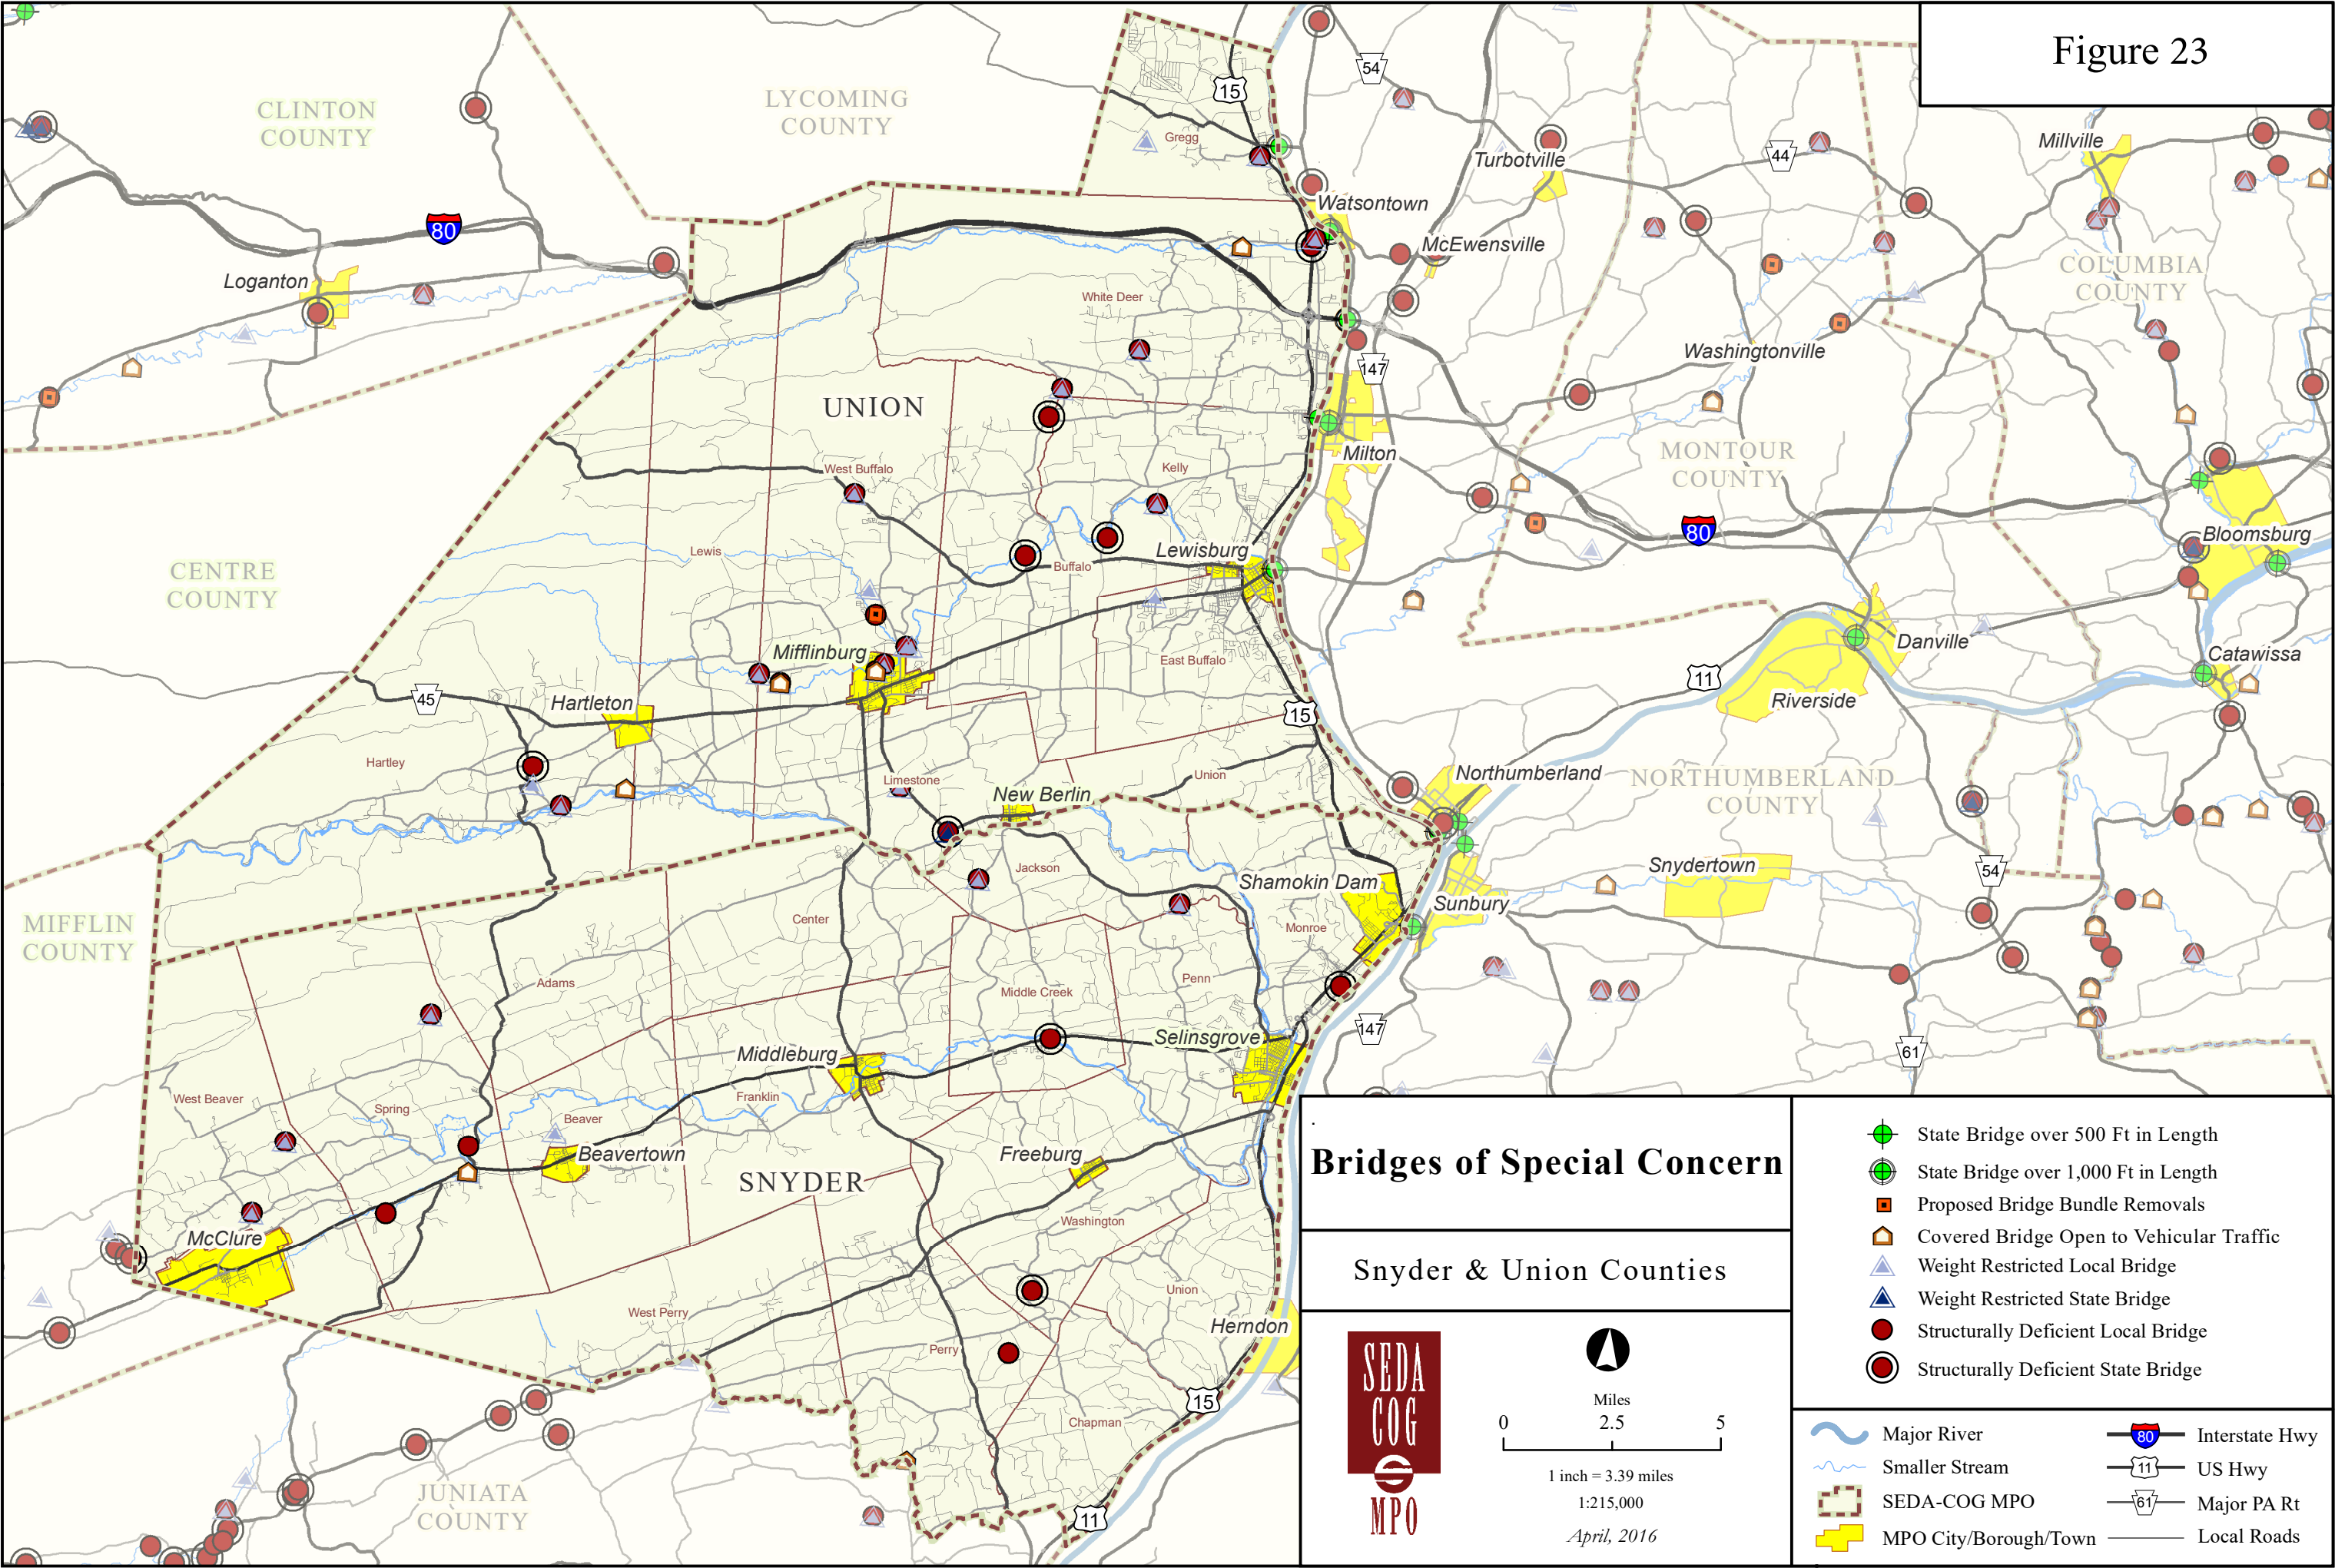 Figure 23
CLINTON
COUNTY
LYCOMING
COUNTY
15
54
Gregg
Turbotville
44
Millville
Watsontown
80
McEwensville
Loganton
COLUMBIA
COUNTY
White Deer
Washingtonville
147
UNION
Milton
MONTOUR
COUNTY
West Buffalo
Kelly
80
Bloomsburg
CENTRE
COUNTY
Lewis
Lewisburg
Buffalo
Mifflinburg
East Buffalo
Danville
Catawissa
45
Hartleton
11
Riverside
15
Hartley
Limestone
Union
New Berlin
Northumberland
NORTHUMBERLAND
COUNTY
Jackson
Shamokin Dam
Snydertown
54
Sunbury
MIFFLIN
COUNTY
Center
Monroe
Adams
Middle Creek
Penn
147
Selinsgrove
61
Middleburg
West Beaver
Spring
Beaver
Franklin
Beavertown
Freeburg
SNYDER
McClure
Washington
West Perry
Union
Herndon
Perry
15
Chapman
JUNIATA
COUNTY
11
Bridges of Special Concern
Snyder & Union Counties
SEDA
COG
MPO
Miles
0 2.5 5
1 inch = 3.39 miles
1:215,000
April, 2016
State Bridge over 500 Ft in Length
State Bridge over 1,000 Ft in Length
Proposed Bridge Bundle Removals
Covered Bridge Open to Vehicular Traffic
Weight Restricted Local Bridge
Weight Restricted State Bridge
Structurally Deficient Local Bridge
Structurally Deficient State Bridge
Major River
Smaller Stream
SEDA-COG MPO
MPO City/Borough/Town
80 Interstate Hwy
11 US Hwy
61 Major PA Rt
Local Roads